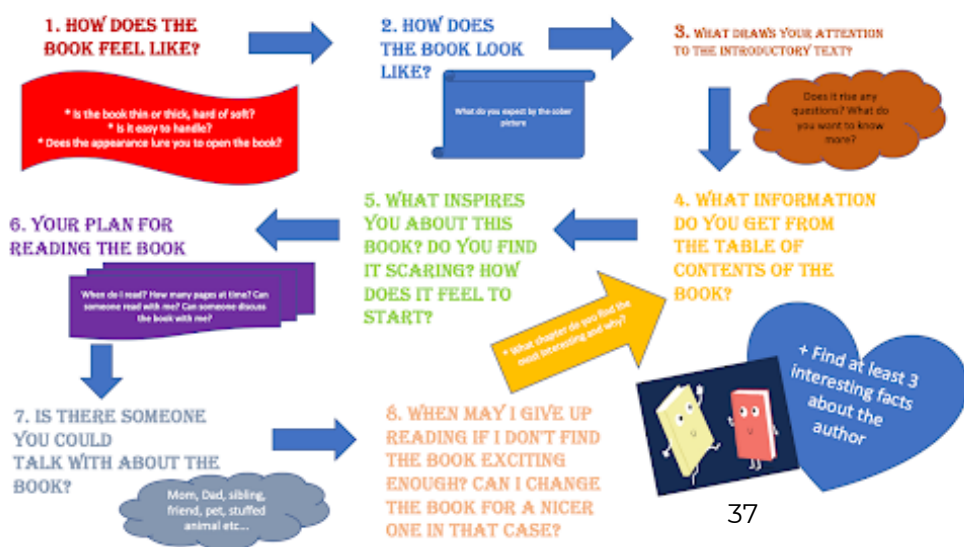 1. HOW DOES THE
BOOK FEEL LIKE?
* Is the book thin or thick, hard of soft?
* Is it easy to handle?
* Does the appearance lure you to open the book?
2. HOW DOES
THE BOOK LOOK
LIKE?
What do you expect by the cober
picture
3. WHAT DRAWS YOUR ATTENTION
TO THE INTRODUCTORY TEXT?
Does it rise any
questions? What do
you want to know
more?
4. WHAT INFORMATION
DO YOU GET FROM
THE TABLE OF
CONTENTS OF THE
BOOK?
* What chapter do you find the
most interesting and why?
5. WHAT INSPIRES
YOU ABOUT THIS
BOOK? DO YOU FIND
IT SCARING? HOW
DOES IT FEEL TO
START?
6. YOUR PLAN FOR
READING THE BOOK
When do I read? How many pages at time? Can
someone read with me? Can someone discuss
the book with me?
7. IS THERE SOMEONE
YOU COULD
TALK WITH ABOUT THE
BOOK?
Mom, Dad, sibling,
friend, pet, stuffed
animal etc...
8. WHEN MAY I GIVE UP
READING IF I DON'T FIND
THE BOOK EXCITING
ENOUGH? CAN I CHANGE
THE BOOK FOR A NICER
ONE IN THAT CASE?
+ Find at least 3
interesting facts
about the
author
37